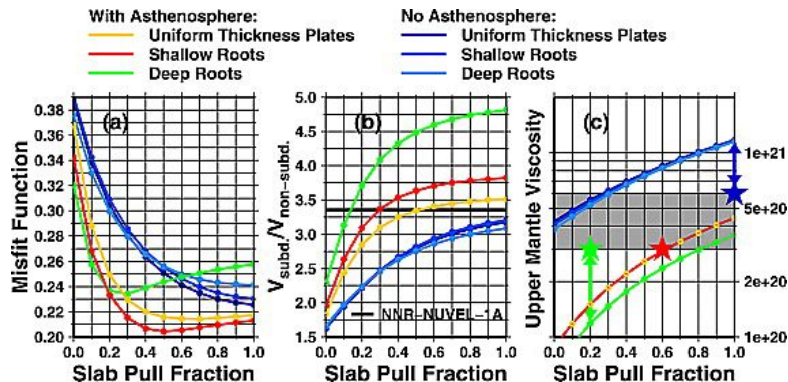 With Asthenosphere: No Asthenosphere:
Uniform Thickness Plates Uniform Thickness Plates
Shallow Roots Shallow Roots
Deep Roots Deep Roots
(a) (b) (c)
Misfit Function
0.38
0.36
0.34
0.32
0.30
0.28
0.26
0.24
0.22
0.20
0.0 0.2 0.4 0.6 0.8 1.0
Slab Pull Fraction
Vsubd./Vnon-subd.
5.0
4.5
4.0
3.5
3.0
2.5
2.0
1.5
NNR-NUVEL-1A
0.0 0.2 0.4 0.6 0.8 1.0
Slab Pull Fraction
Upper Mantle Viscosity
1e+21
5e+20
2e+20
1e+20
0.0 0.2 0.4 0.6 0.8 1.0
Slab Pull Fraction